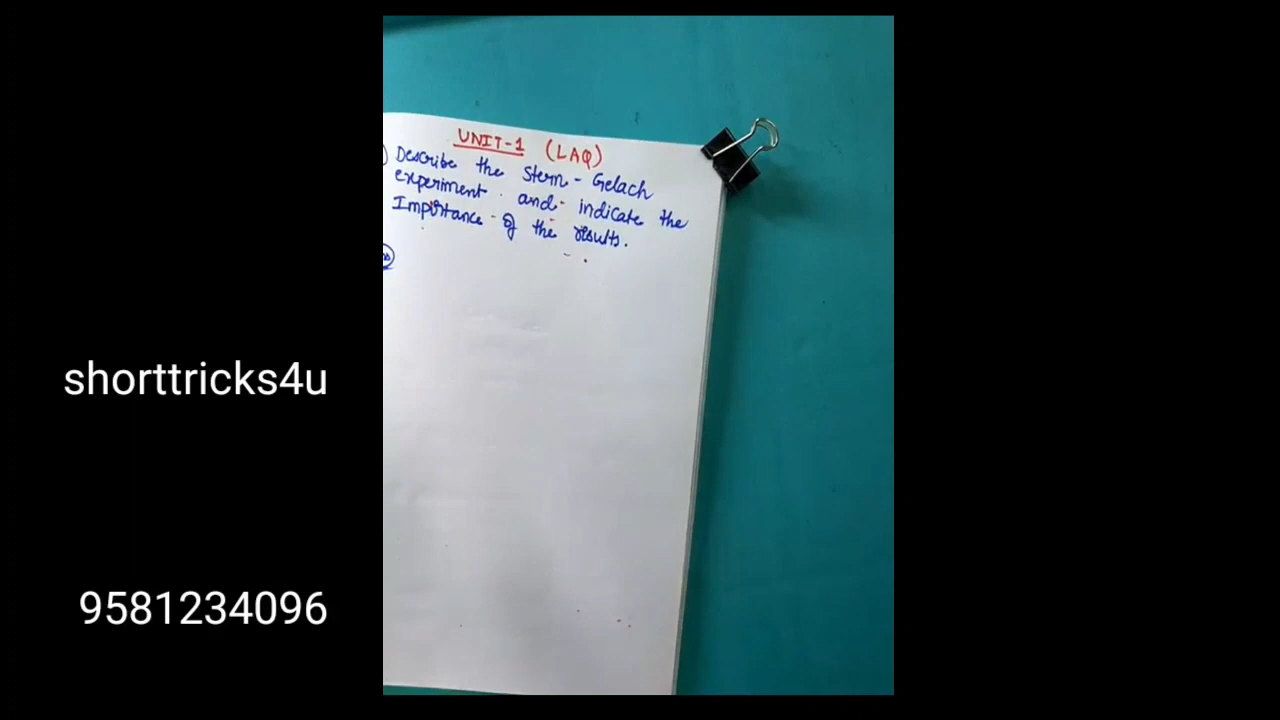 UNIT-1 (LAQ)
Describe the Stern - Gelach
experiment and indicate the
Importance of the results.
shorttricks4u
9581234096